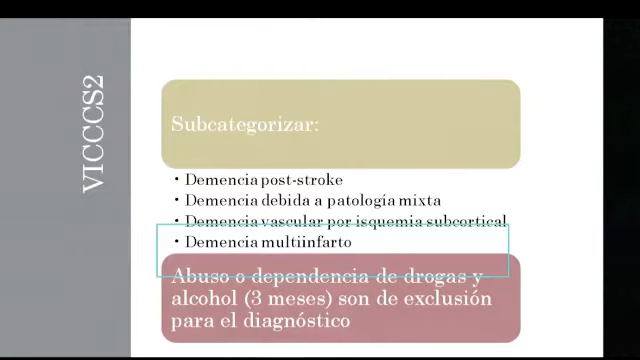 VICCCS2
Subcategorizar:
• Demencia post-stroke
• Demencia debida a patología mixta
• Demencia vascular por isquemia subcortical
• Demencia multiinfarto
Abuso o dependencia de drogas y
alcohol (3 meses) son de exclusión
para el diagnóstico